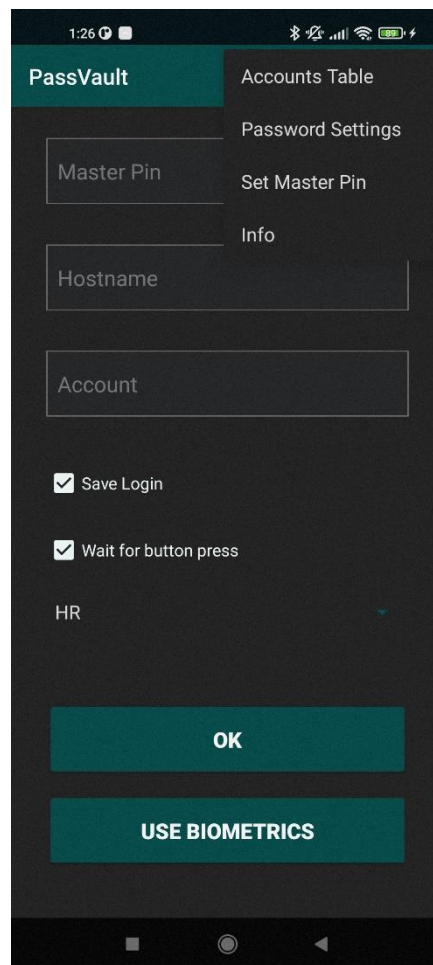 1:26
89
PassVault
Accounts Table
Password Settings
Set Master Pin
Info
Master Pin
Hostname
Account
Save Login
Wait for button press
HR
OK
USE BIOMETRICS